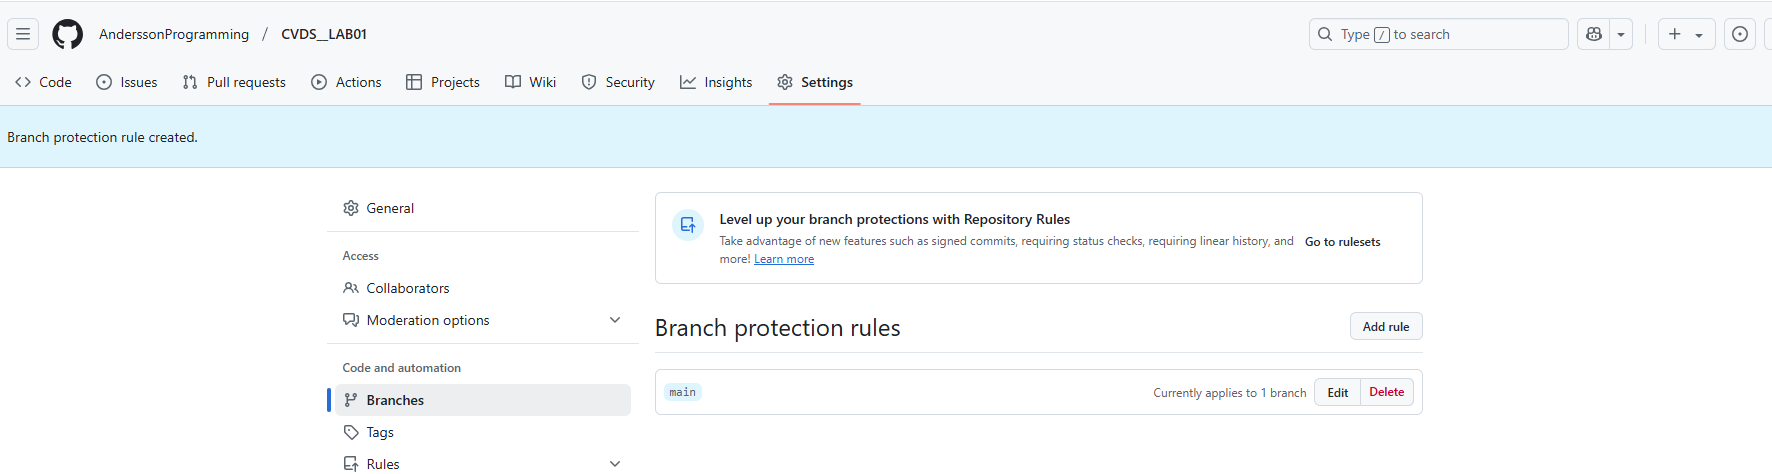 AnderssonProgramming / CVDS__LAB01
Type / to search
Code
Issues
Pull requests
Actions
Projects
Wiki
Security
Insights
Settings
Branch protection rule created.
General
Access
Collaborators
Moderation options
Code and automation
Branches
Tags
Rules
Level up your branch protections with Repository Rules
Take advantage of new features such as signed commits, requiring status checks, requiring linear history, and
more! Learn more
Go to rulesets
Branch protection rules
Add rule
main
Currently applies to 1 branch
Edit
Delete